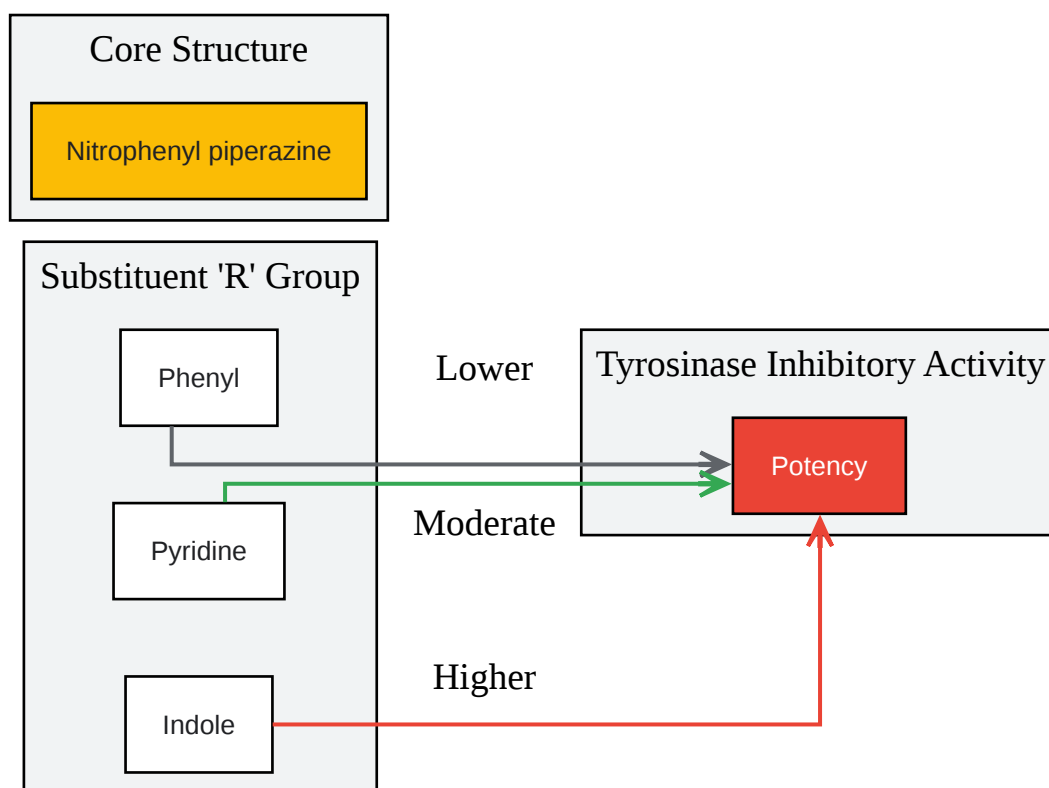 Core Structure
Nitrophenyl piperazine
Substituent 'R' Group
Phenyl
Lower
Tyrosinase Inhibitory Activity
Potency
Pyridine
Moderate
Indole
Higher